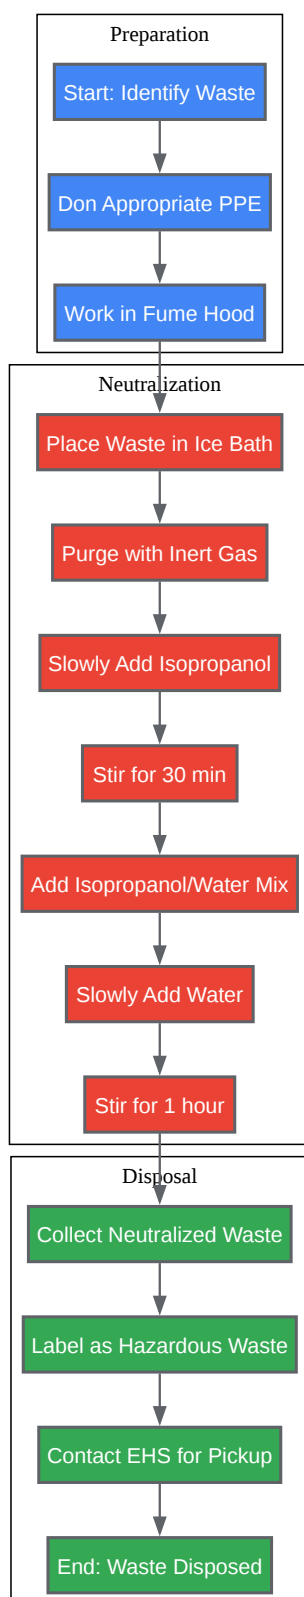 Preparation
Start: Identify Waste
Don Appropriate PPE
Work in Fume Hood
Neutralization
Place Waste in Ice Bath
Purge with Inert Gas
Slowly Add Isopropanol
Stir for 30 min
Add Isopropanol/Water Mix
Slowly Add Water
Stir for 1 hour
Disposal
Collect Neutralized Waste
Label as Hazardous Waste
Contact EHS for Pickup
End: Waste Disposed